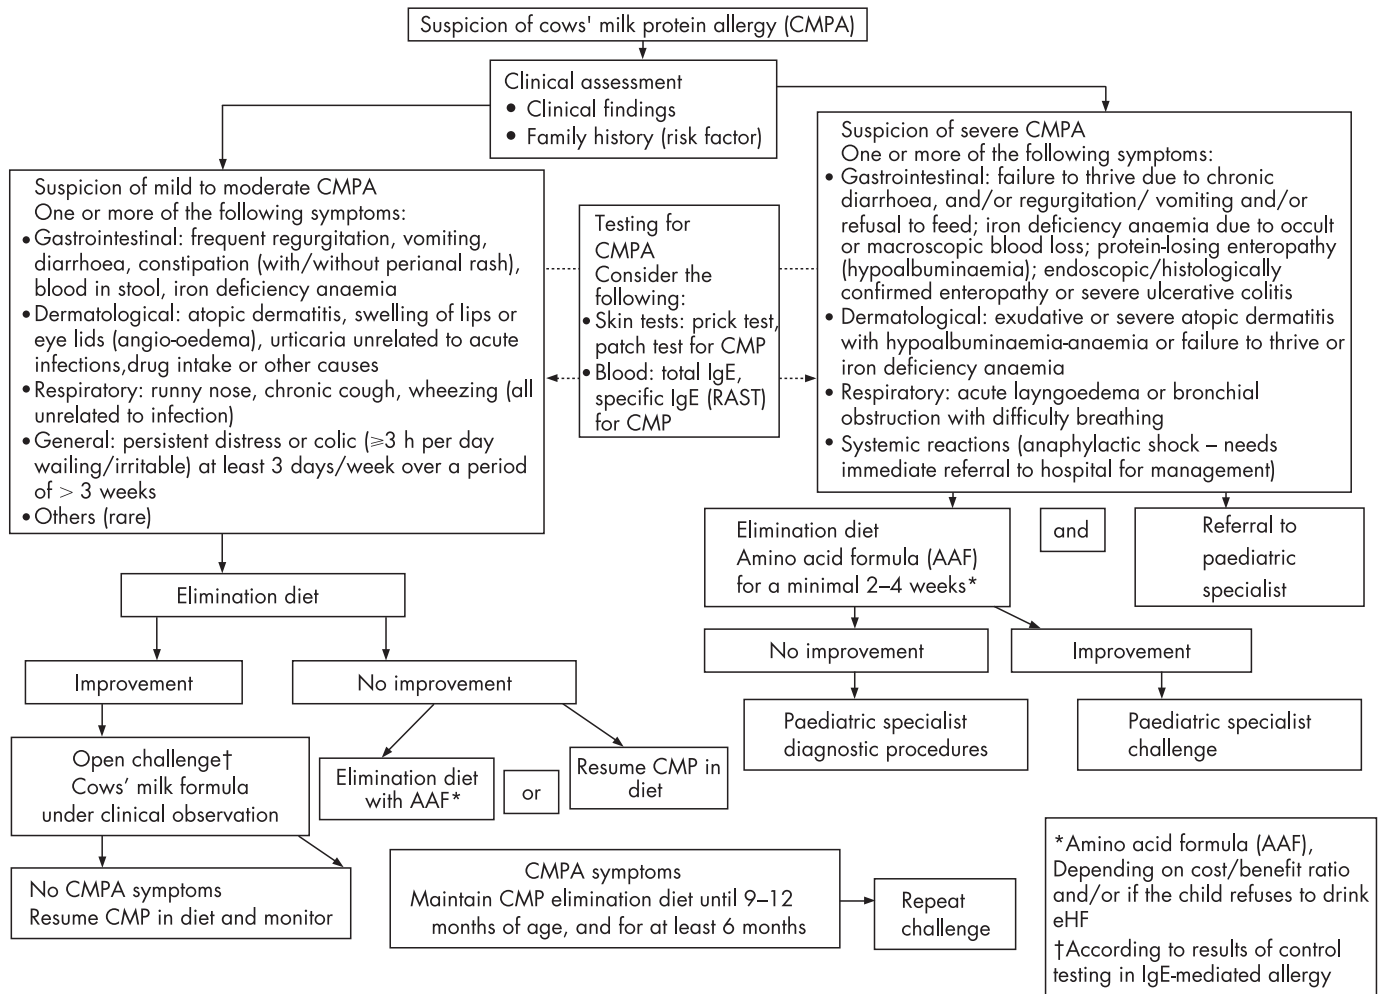 Suspicion of cows' milk protein allergy (CMPA)
Clinical assessment
• Clinical findings
• Family history (risk factor)
Suspicion of mild to moderate CMPA
One or more of the following symptoms:
• Gastrointestinal: frequent regurgitation, vomiting,
diarrhoea, constipation (with/without perianal rash),
blood in stool, iron deficiency anaemia
• Dermatological: atopic dermatitis, swelling of lips or
eye lids (angio-oedema), urticaria unrelated to acute
infections,drug intake or other causes
• Respiratory: runny nose, chronic cough, wheezing (all
unrelated to infection)
• General: persistent distress or colic (⩾3 h per day
wailing/irritable) at least 3 days/week over a period
of > 3 weeks
• Others (rare)
Testing for
CMPA
Consider the
following:
• Skin tests: prick test,
patch test for CMP
• Blood: total IgE,
specific IgE (RAST)
for CMP
Suspicion of severe CMPA
One or more of the following symptoms:
• Gastrointestinal: failure to thrive due to chronic
diarrhoea, and/or regurgitation/ vomiting and/or
refusal to feed; iron deficiency anaemia due to occult
or macroscopic blood loss; protein-losing enteropathy
(hypoalbuminaemia); endoscopic/histologically
confirmed enteropathy or severe ulcerative colitis
• Dermatological: exudative or severe atopic dermatitis
with hypoalbuminaemia-anaemia or failure to thrive or
iron deficiency anaemia
• Respiratory: acute layngoedema or bronchial
obstruction with difficulty breathing
• Systemic reactions (anaphylactic shock – needs
immediate referral to hospital for management)
Elimination diet
Amino acid formula (AAF)
for a minimal 2–4 weeks*
and
Referral to
paediatric
specialist
Elimination diet
No improvement
Improvement
Improvement
No improvement
Paediatric specialist
diagnostic procedures
Paediatric specialist
challenge
Open challenge†
Cows' milk formula
under clinical observation
Elimination diet
with AAF*
or
Resume CMP in
diet
No CMPA symptoms
Resume CMP in diet and monitor
CMPA symptoms
Maintain CMP elimination diet until 9–12
months of age, and for at least 6 months
Repeat
challenge
*Amino acid formula (AAF),
Depending on cost/benefit ratio
and/or if the child refuses to drink
eHF
†According to results of control
testing in IgE-mediated allergy